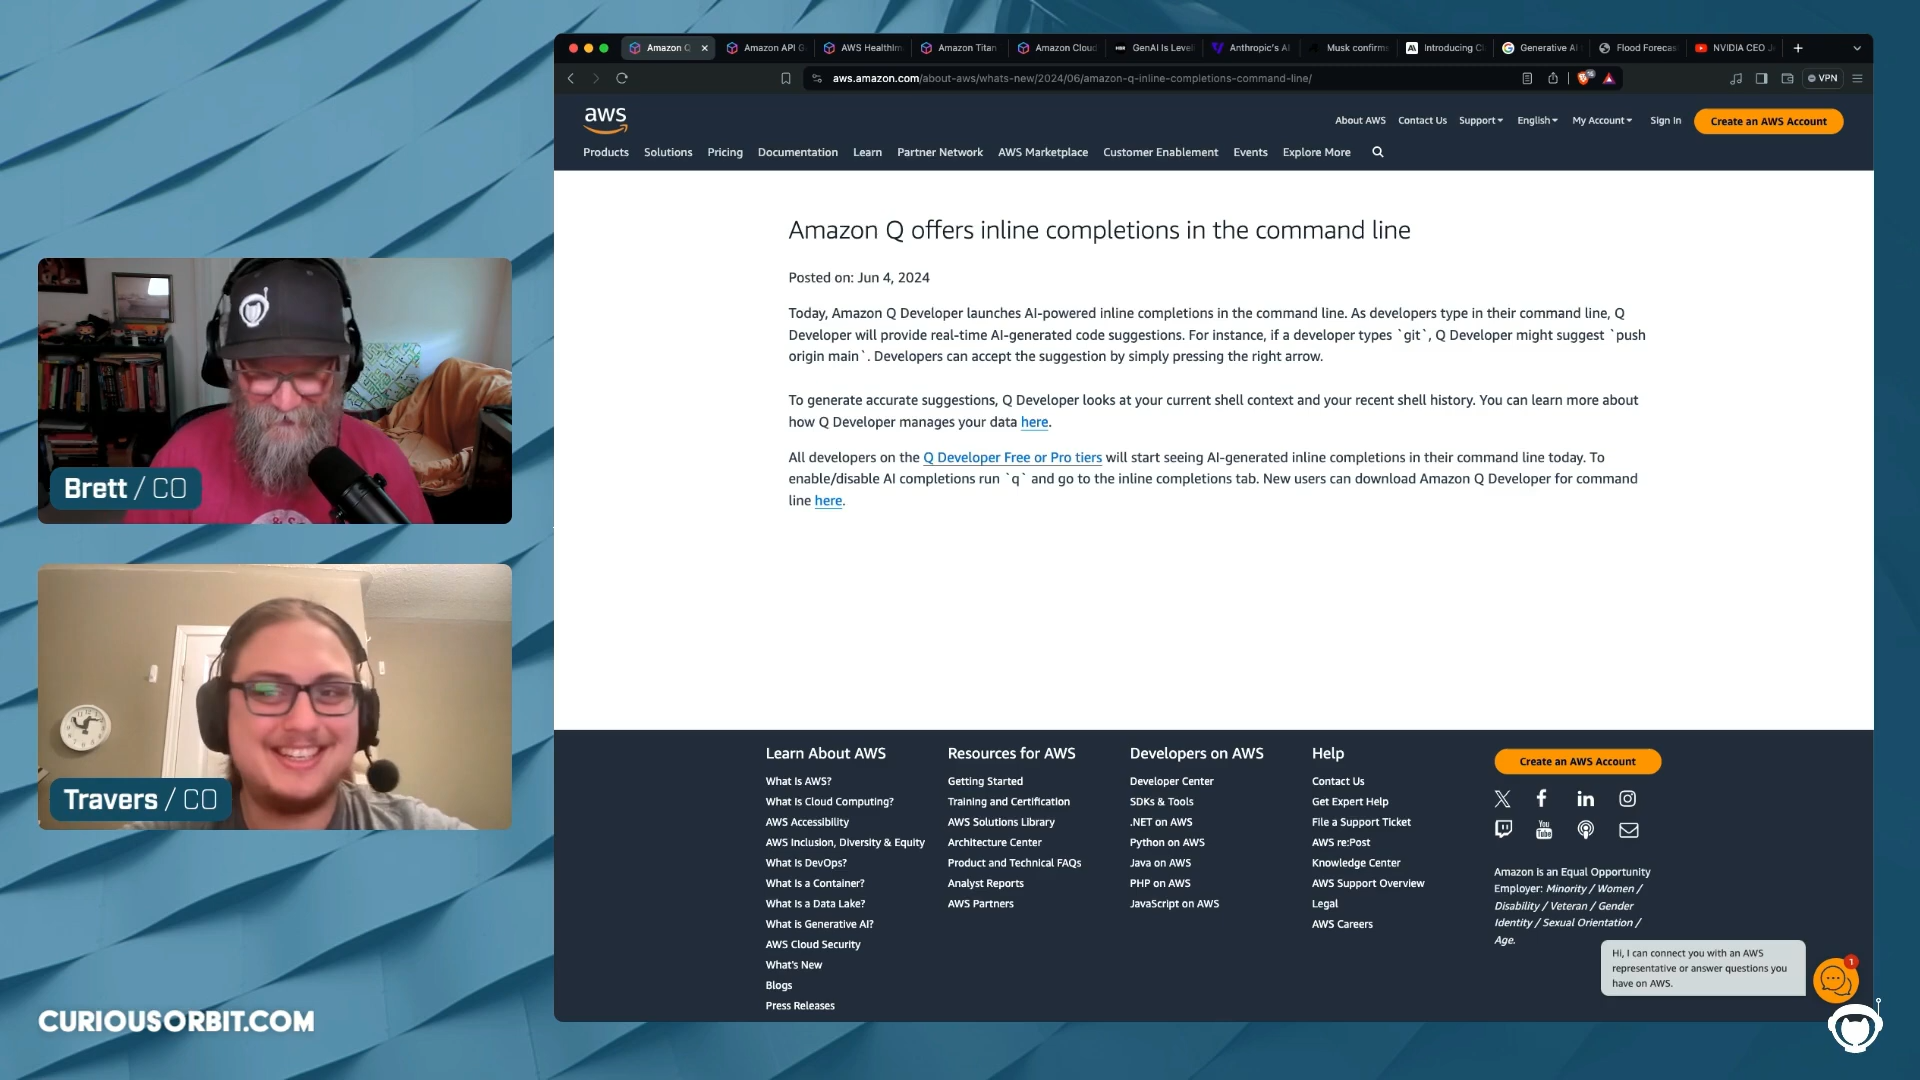 Amazon Q
Amazon API G
AWS HealthIm
Amazon Titan
Amazon Cloud
GenAI Is Level
Anthropic's AI
Musk confirm
Introducing Cl
Generative AI
Flood Forecas
NVIDIA CEO J
aws.amazon.com/about-aws/whats-new/2024/06/amazon-q-inline-completions-command-line/
VPN
aws
About AWS
Contact Us
Support
English
My Account
Sign In
Create an AWS Account
Products
Solutions
Pricing
Documentation
Learn
Partner Network
AWS Marketplace
Customer Enablement
Events
Explore More
Amazon Q offers inline completions in the command line
Posted on: Jun 4, 2024
Today, Amazon Q Developer launches AI-powered inline completions in the command line. As developers type in their command line, Q
Developer will provide real-time AI-generated code suggestions. For instance, if a developer types `git`, Q Developer might suggest `push
origin main`. Developers can accept the suggestion by simply pressing the right arrow.
To generate accurate suggestions, Q Developer looks at your current shell context and your recent shell history. You can learn more about
how Q Developer manages your data here.
All developers on the Q Developer Free or Pro tiers will start seeing AI-generated inline completions in their command line today. To
enable/disable AI completions run `q` and go to the inline completions tab. New users can download Amazon Q Developer for command
line here.
Brett / CO
Travers / CO
CURIOUSORBIT.COM
Learn About AWS
What Is AWS?
What Is Cloud Computing?
AWS Accessibility
AWS Inclusion, Diversity & Equity
What Is DevOps?
What Is a Container?
What Is a Data Lake?
What is Generative AI?
AWS Cloud Security
What's New
Blogs
Press Releases
Resources for AWS
Getting Started
Training and Certification
AWS Solutions Library
Architecture Center
Product and Technical FAQs
Analyst Reports
AWS Partners
Developers on AWS
Developer Center
SDKs & Tools
.NET on AWS
Python on AWS
Java on AWS
PHP on AWS
JavaScript on AWS
Help
Contact Us
Get Expert Help
File a Support Ticket
AWS re:Post
Knowledge Center
AWS Support Overview
Legal
AWS Careers
Create an AWS Account
You
Tube
Amazon is an Equal Opportunity
Employer: Minority / Women /
Disability / Veteran / Gender
Identity / Sexual Orientation /
Age.
Hi, I can connect you with an AWS
representative or answer questions you
have on AWS.
1